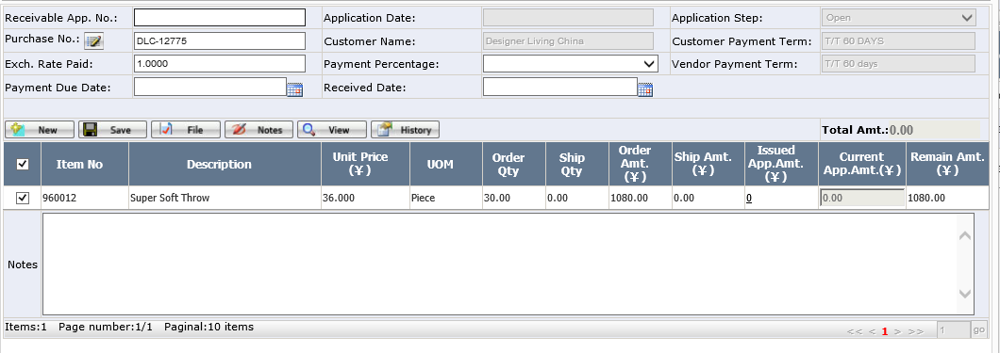 Receivable App. No.: Application Date: Application Step: Open
Purchase No.: DLC-12775 Customer Name: Designer Living China Customer Payment Term: T/T 60 DAYS
Exch. Rate Paid: 1.0000 Payment Percentage: Vendor Payment Term: T/T 60 days
Payment Due Date: Received Date:
New Save File Notes View History Total Amt.:0.00
Item No Description Unit Price (¥) UOM Order Qty Ship Qty Order Amt. (¥) Ship Amt. (¥) Issued App.Amt. (¥) Current App.Amt.(¥) Remain Amt. (¥)
960012 Super Soft Throw 36.000 Piece 30.00 0.00 1080.00 0.00 0 0.00 1080.00
Notes
Items:1 Page number:1/1 Paginal:10 items << < 1 > >> 1 go